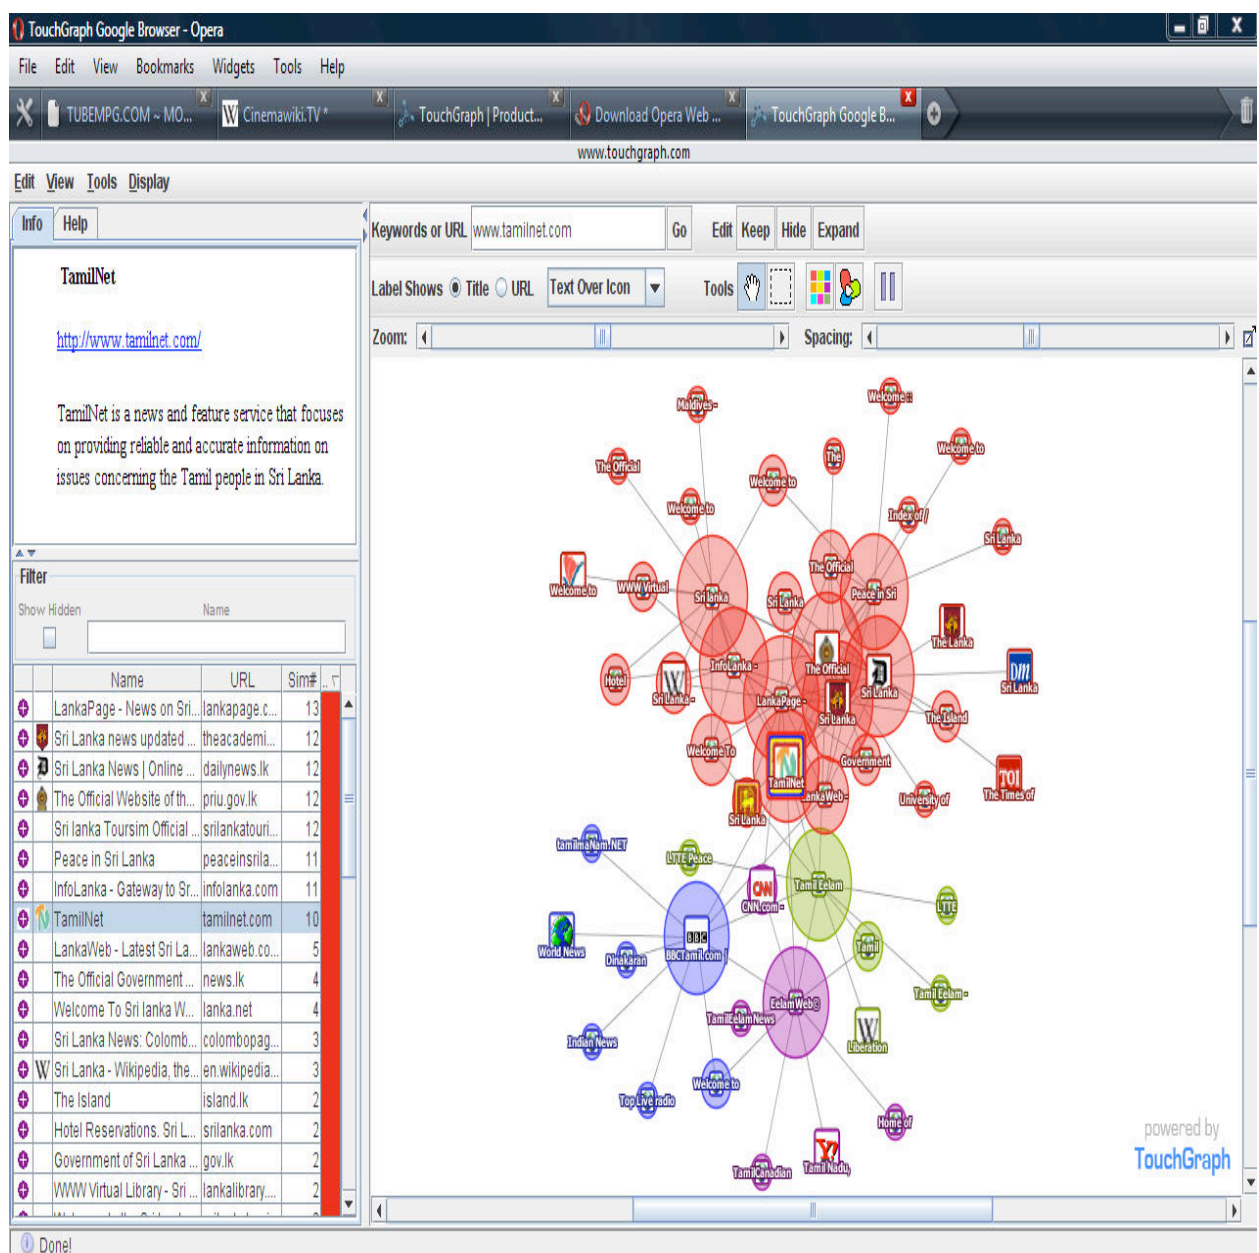 TouchGraph Google Browser - Opera
File Edit View Bookmarks Widgets Tools Help
TUBEMPG.COM ~ MO...
Cinemawiki.TV *
TouchGraph | Product...
Download Opera Web ...
TouchGraph Google B...
www.touchgraph.com
Edit View Tools Display
Info Help
TamilNet
http://www.tamilnet.com/
TamilNet is a news and feature service that focuses
on providing reliable and accurate information on
issues concerning the Tamil people in Sri Lanka.
Filter
Show Hidden Name
Name URL Sim# ..
LankaPage - News on Sri... lankapage.c... 13
Sri Lanka news updated ... theacademi... 12
Sri Lanka News | Online ... dailynews.lk 12
The Official Website of th... priu.gov.lk 12
Sri lanka Toursim Official ... srilankatouri... 12
Peace in Sri Lanka peaceinsrila... 11
InfoLanka - Gateway to Sr... infolanka.com 11
TamilNet tamilnet.com 10
LankaWeb - Latest Sri La... lankaweb.co... 5
The Official Government ... news.lk 4
Welcome To Sri lanka W... lanka.net 4
Sri Lanka News: Colomb... colombopag... 3
W Sri Lanka - Wikipedia, the... en.wikipedia... 3
The Island island.lk 2
Hotel Reservations. Sri L... srilanka.com 2
Government of Sri Lanka ... gov.lk 2
WWW Virtual Library - Sri ... lankalibrary.... 2
Done!
Keywords or URL www.tamilnet.com Go Edit Keep Hide Expand
Label Shows Title URL Text Over Icon Tools
Zoom: Spacing:
Maldives -
Welcome ::
Welcome to
The
The Official
Welcome to
Welcome to
Index of /
Sri Lanka
The Official
Welcome to
WWW Virtual
Sri lanka
Sri Lanka
Peace in Sri
The Lanka
InfoLanka -
The Official
Hotel
W
Sri Lanka -
LankaPage -
D
Sri Lanka
Dm
Sri Lanka
Sri Lanka
The Island
Welcome To
Government
TamilNet
TOI
The Times of
LankaWeb -
University of
Sri Lanka
tamilmaNam.NET
LTTE Peace
Tamil Eelam
CNN
CNN.com -
LTTE
BBC
BBCTamil.com |
World News
Dinakaran
Tamil
Tamil Eelam -
EelamWeb©
TamilEelamNews
W
Liberation
Indian News
Welcome to
Top Live radio
Home of
Y!
Tamil Nadu,
TamilCanadian
powered by
TouchGraph